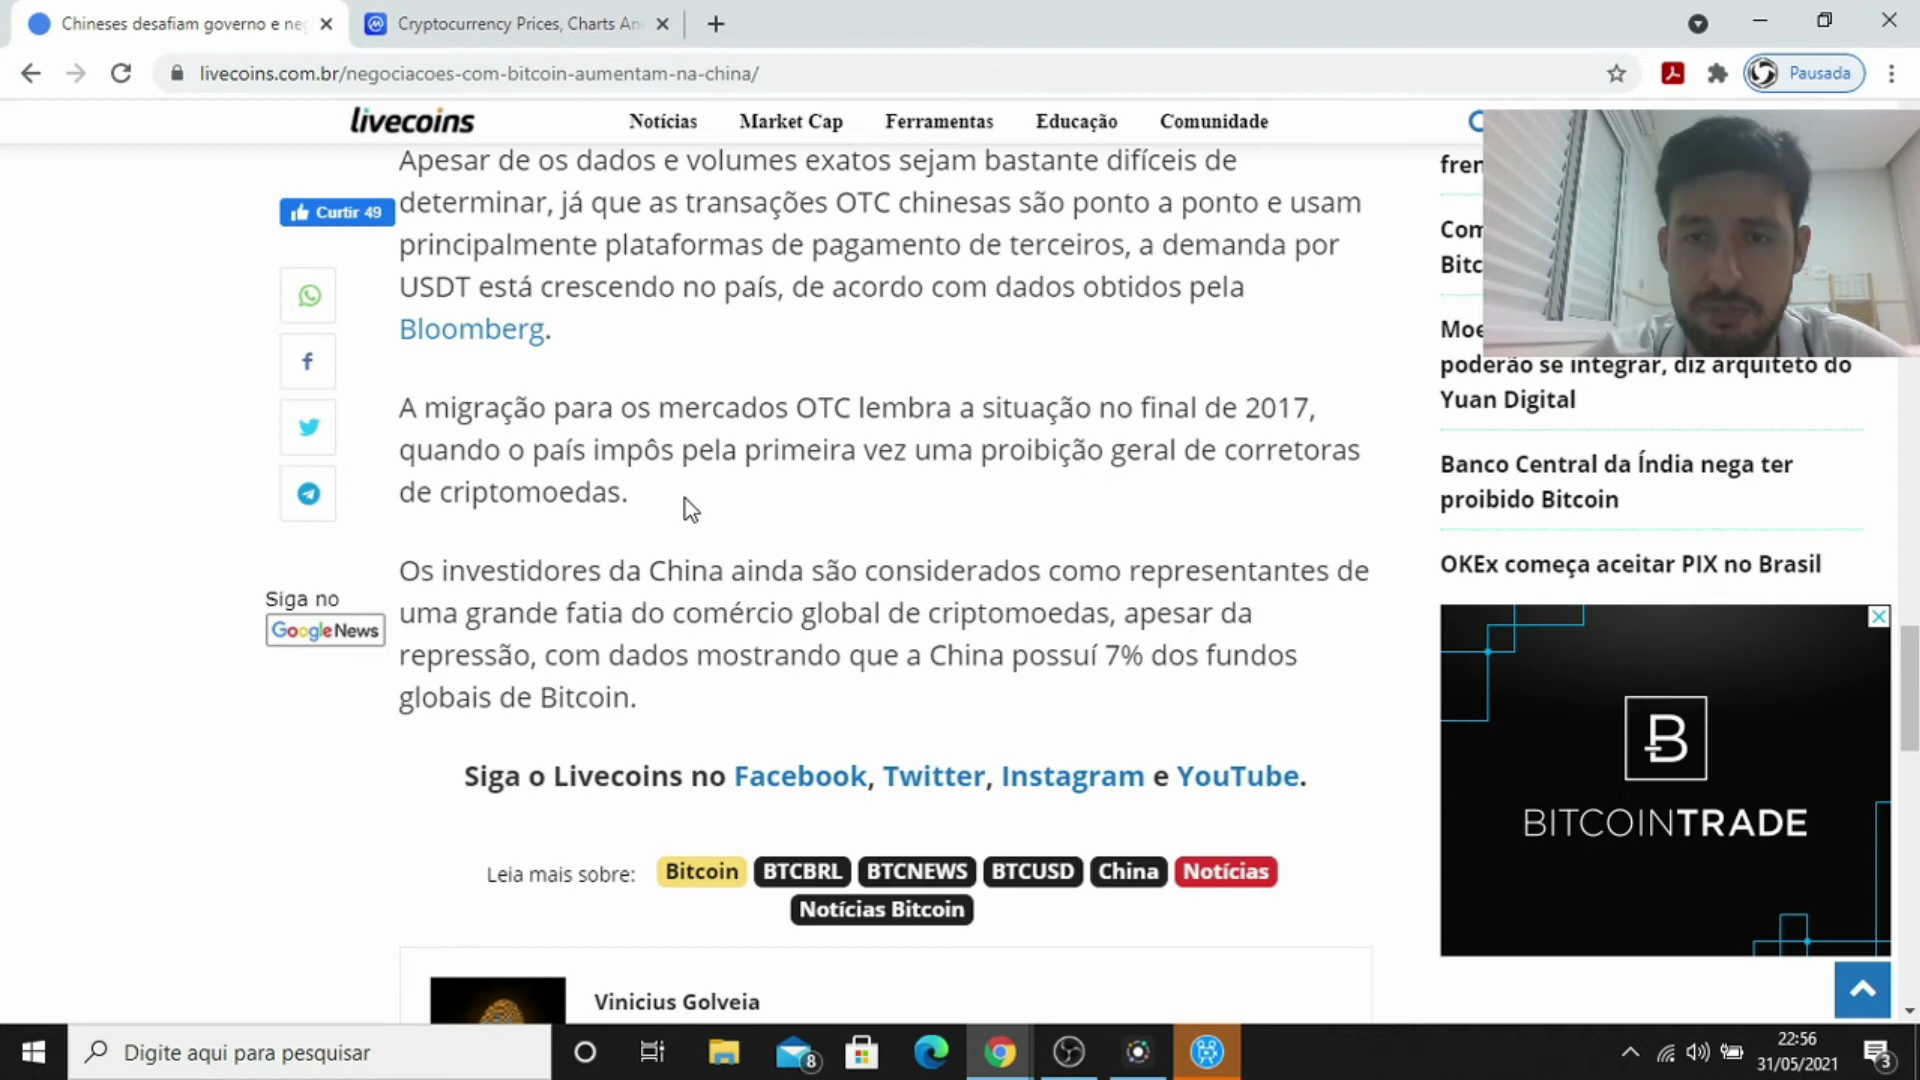 Chineses desafiam governo e neg
Cryptocurrency Prices, Charts An
livecoins.com.br/negociacoes-com-bitcoin-aumentam-na-china/
Pausada
livecoins
Notícias
Market Cap
Ferramentas
Educação
Comunidade
Curtir 49
Siga no
Google News
Apesar de os dados e volumes exatos sejam bastante difíceis de
determinar, já que as transações OTC chinesas são ponto a ponto e usam
principalmente plataformas de pagamento de terceiros, a demanda por
USDT está crescendo no país, de acordo com dados obtidos pela
Bloomberg.
A migração para os mercados OTC lembra a situação no final de 2017,
quando o país impôs pela primeira vez uma proibição geral de corretoras
de criptomoedas.
Os investidores da China ainda são considerados como representantes de
uma grande fatia do comércio global de criptomoedas, apesar da
repressão, com dados mostrando que a China possuí 7% dos fundos
globais de Bitcoin.
Siga o Livecoins no Facebook, Twitter, Instagram e YouTube.
Leia mais sobre: Bitcoin BTCBRL BTCNEWS BTCUSD China Notícias
Notícias Bitcoin
Vinicius Golveia
fren
Com
Bitc
Moe
poderão se integrar, diz arquiteto do
Yuan Digital
Banco Central da Índia nega ter
proibido Bitcoin
OKEx começa aceitar PIX no Brasil
BITCOINTRADE
Digite aqui para pesquisar
8
22:56
31/05/2021
3